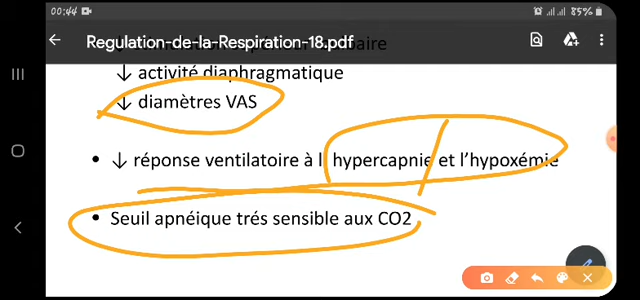 00:44
85%
Regulation-de-la-Respiration-18.pdf
↓ activité diaphragmatique
↓ diamètres VAS
• ↓ réponse ventilatoire à l hypercapnie et l’hypoxémie
• Seuil apnéique trés sensible aux CO2